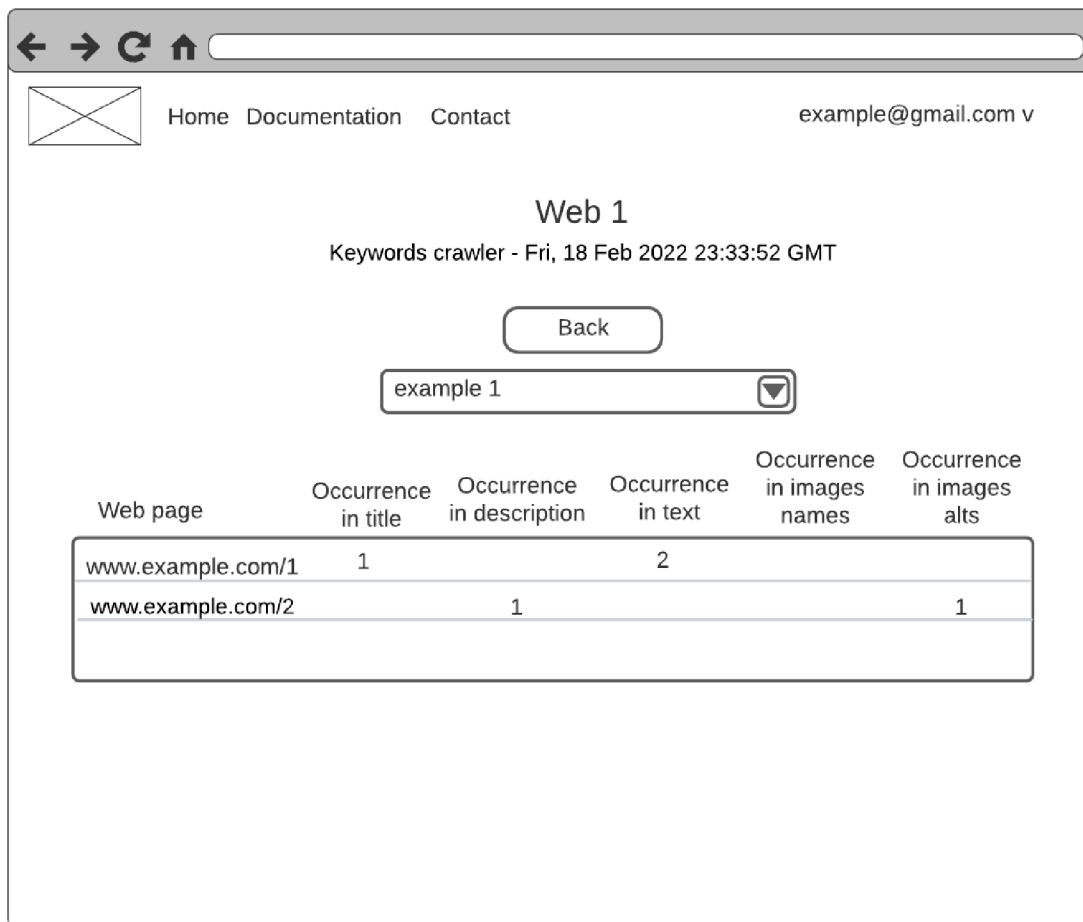 Home Documentation Contact example@gmail.com v
Web 1
Keywords crawler - Fri, 18 Feb 2022 23:33:52 GMT
Back
example 1
Web page
Occurrence
in title
Occurrence
in description
Occurrence
in text
Occurrence
in images
names
Occurrence
in images
alts
www.example.com/1 1 2
www.example.com/2 1 1